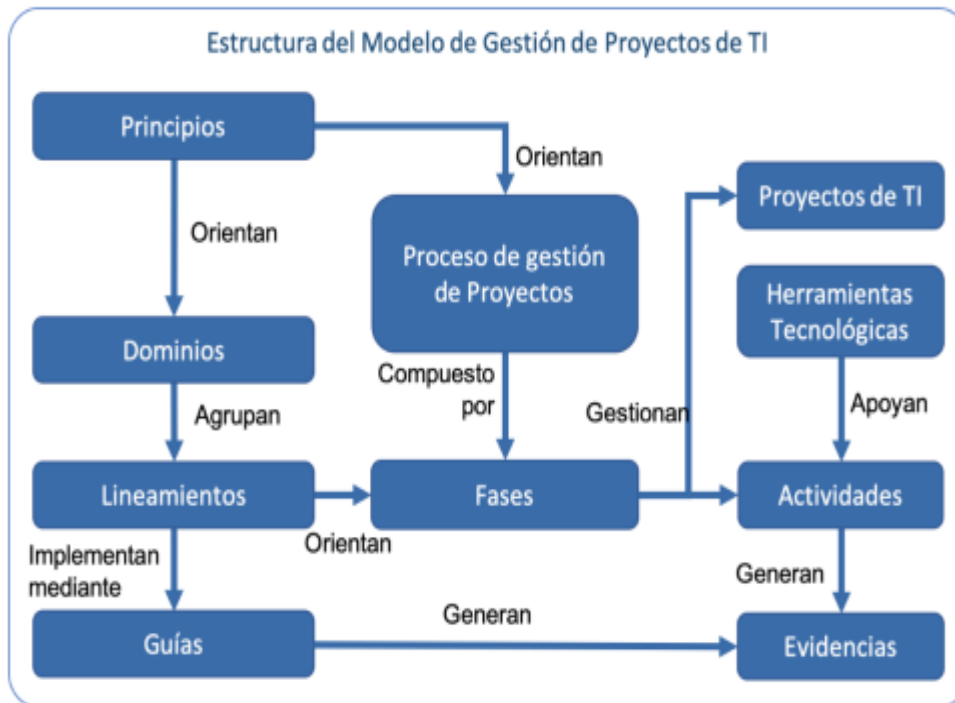 Estructura del Modelo de Gestión de Proyectos de TI
Principios
Orientan
Orientan
Proceso de gestión
de Proyectos
Proyectos de TI
Herramientas
Tecnológicas
Dominios
Compuesto
por
Agrupan
Gestionan
Apoyan
Lineamientos
Orientan
Fases
Actividades
Implementan
mediante
Generan
Generan
Guías
Evidencias